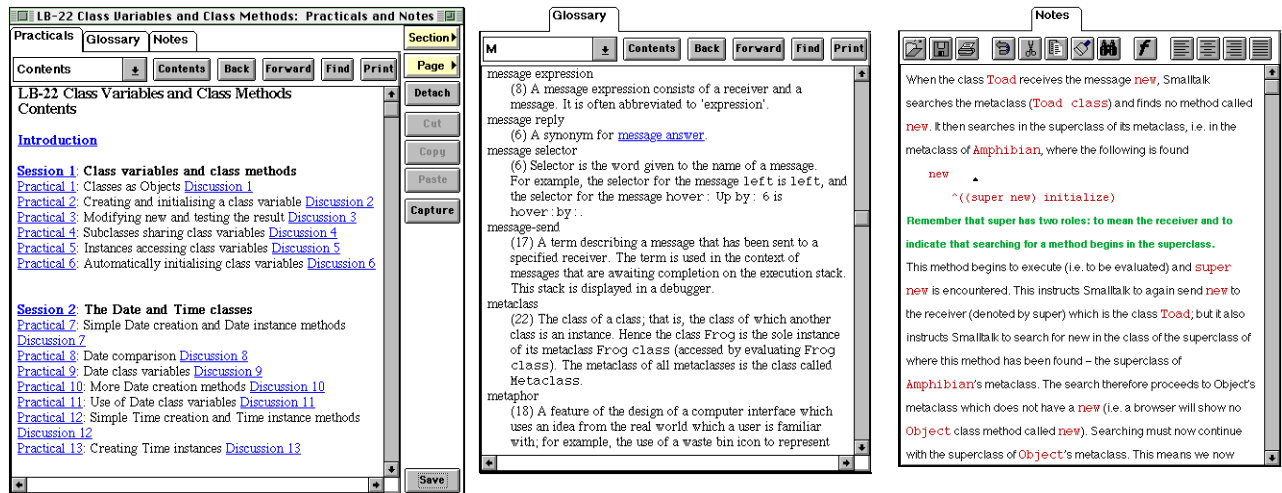 LB-22 Class Variables and Class Methods: Practicals and Notes
Practicals
Glossary
Notes
Contents
Contents
Back
Forward
Find
Print
LB-22 Class Variables and Class Methods
Contents
Introduction
Session 1: Class variables and class methods
Practical 1: Classes as Objects Discussion 1
Practical 2: Creating and initialising a class variable Discussion 2
Practical 3: Modifying new and testing the result Discussion 3
Practical 4: Subclasses sharing class variables Discussion 4
Practical 5: Instances accessing class variables Discussion 5
Practical 6: Automatically initialising class variables Discussion 6
Session 2: The Date and Time classes
Practical 7: Simple Date creation and Date instance methods
Discussion 7
Practical 8: Date comparison Discussion 8
Practical 9: Date class variables Discussion 9
Practical 10: More Date creation methods Discussion 10
Practical 11: Use of Date class variables Discussion 11
Practical 12: Simple Time creation and Time instance methods
Discussion 12
Practical 13: Creating Time instances Discussion 13
Section
Page
Detach
Cut
Copy
Paste
Capture
Save
Glossary
M
Contents
Back
Forward
Find
Print
message expression
(8) A message expression consists of a receiver and a
message. It is often abbreviated to 'expression'.
message reply
(6) A synonym for message answer.
message selector
(6) Selector is the word given to the name of a message.
For example, the selector for the message left is left, and
the selector for the message hover: Up by: 6 is
hover:by:.
message-send
(17) A term describing a message that has been sent to a
specified receiver. The term is used in the context of
messages that are awaiting completion on the execution stack.
This stack is displayed in a debugger.
metaclass
(22) The class of a class; that is, the class of which another
class is an instance. Hence the class Frog is the sole instance
of its metaclass Frog class (accessed by evaluating Frog
class). The metaclass of all metaclasses is the class called
Metaclass.
metaphor
(18) A feature of the design of a computer interface which
uses an idea from the real world which a user is familiar
with; for example, the use of a waste bin icon to represent
Notes
f
When the class Toad receives the message new, Smalltalk
searches the metaclass (Toad class) and finds no method called
new. It then searches in the superclass of its metaclass, i.e. in the
metaclass of Amphibian, where the following is found
new
^((super new) initialize)
Remember that super has two roles: to mean the receiver and to
indicate that searching for a method begins in the superclass.
This method begins to execute (i.e. to be evaluated) and super
new is encountered. This instructs Smalltalk to again send new to
the receiver (denoted by super) which is the class Toad; but it also
instructs Smalltalk to search for new in the class of the superclass of
where this method has been found – the superclass of
Amphibian's metaclass. The search therefore proceeds to Object's
metaclass which does not have a new (i.e. a browser will show no
Object class method called new). Searching must now continue
with the superclass of Object's metaclass. This means we now